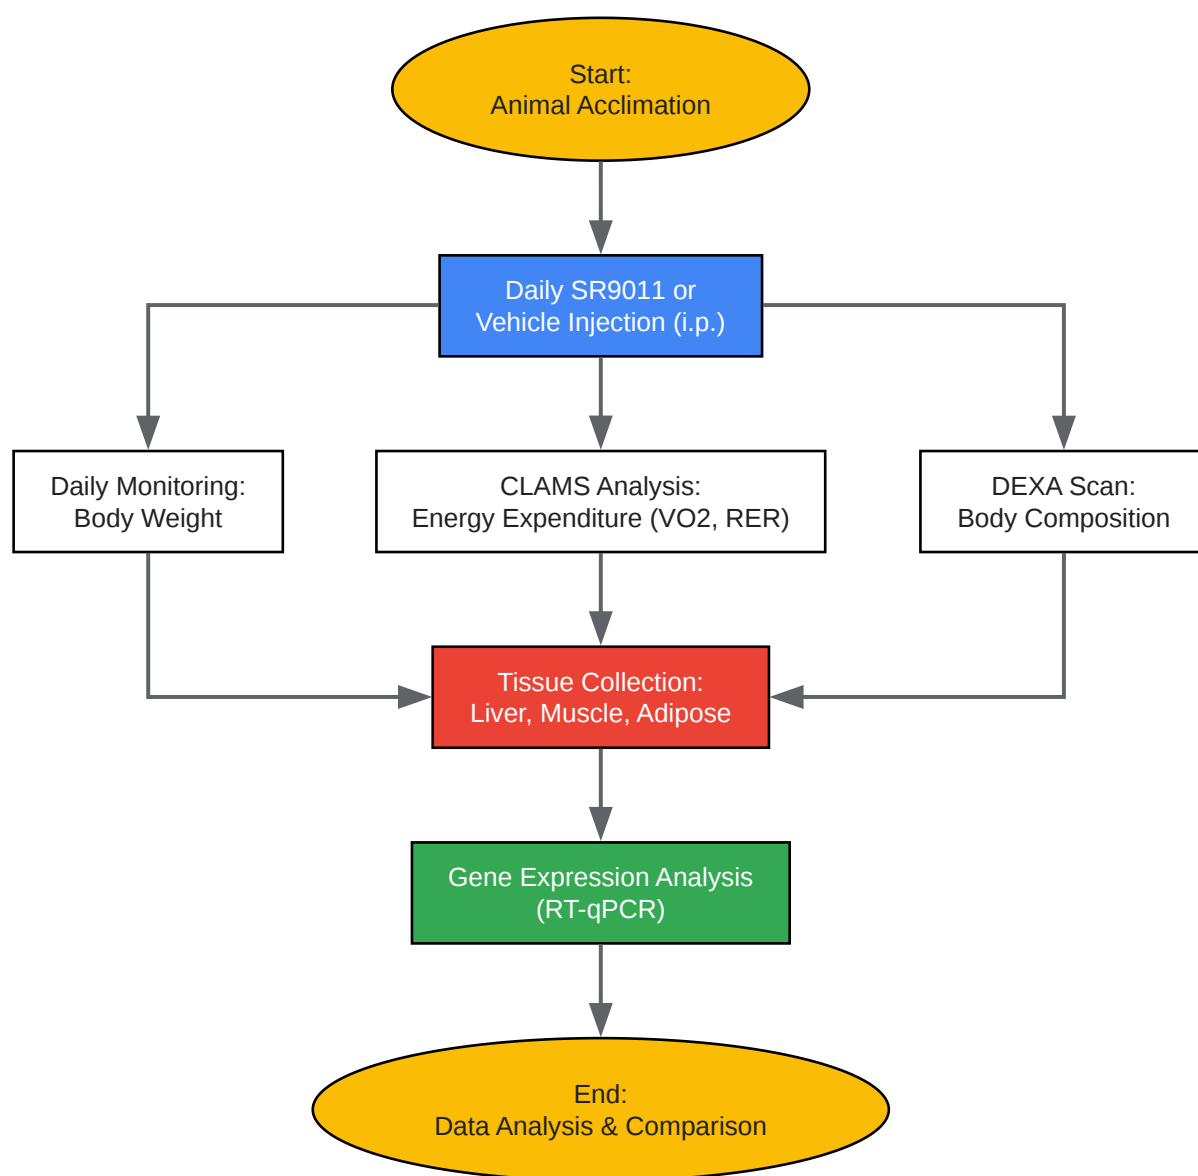 Start:
Animal Acclimation
Daily SR9011 or
Vehicle Injection (i.p.)
Daily Monitoring:
Body Weight
CLAMS Analysis:
Energy Expenditure (VO2, RER)
DEXA Scan:
Body Composition
Tissue Collection:
Liver, Muscle, Adipose
Gene Expression Analysis
(RT-qPCR)
End:
Data Analysis & Comparison